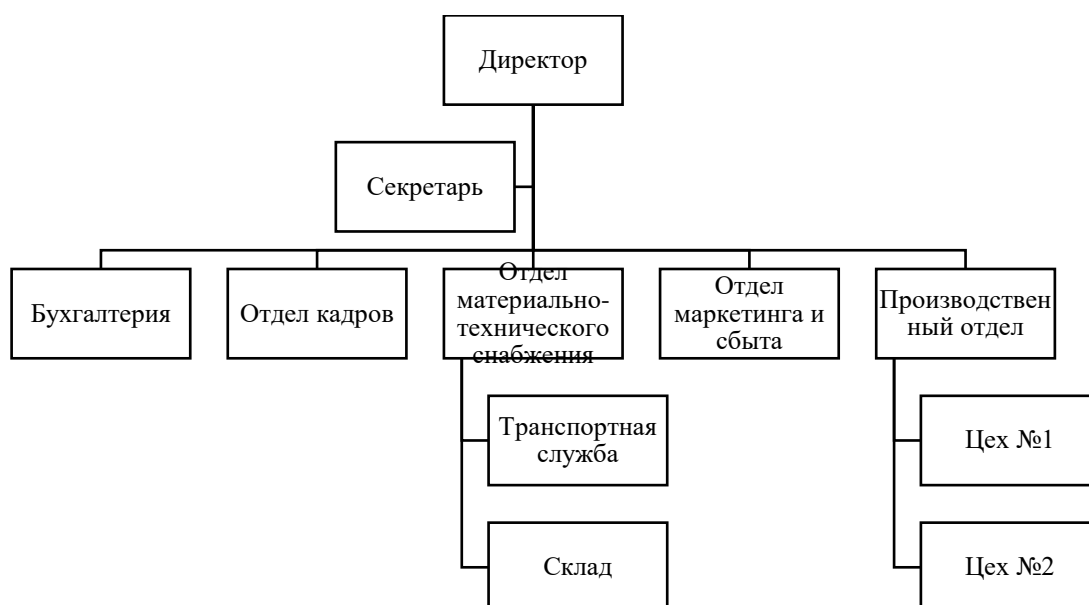 Директор
Секретарь
Бухгалтерия
Отдел кадров
Отдел
материально-
технического
снабжения
Отдел
маркетинга и
сбыта
Производствен
ный отдел
Транспортная
служба
Цех №1
Склад
Цех №2